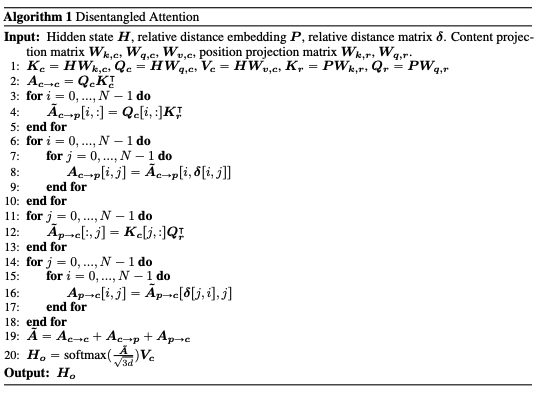 Algorithm 1 Disentangled Attention
Input: Hidden state H, relative distance embedding P, relative distance matrix δ. Content projec-
tion matrix W_{k,c}, W_{q,c}, W_{v,c}, position projection matrix W_{k,r}, W_{q,r}.
1: K_c = HW_{k,c}, Q_c = HW_{q,c}, V_c = HW_{v,c}, K_r = PW_{k,r}, Q_r = PW_{q,r}
2: A_{c→c} = Q_cK_c^⊺
3: for i = 0, ..., N − 1 do
4: Ã_{c→p}[i, :] = Q_c[i, :]K_r^⊺
5: end for
6: for i = 0, ..., N − 1 do
7: for j = 0, ..., N − 1 do
8: A_{c→p}[i, j] = Ã_{c→p}[i, δ[i, j]]
9: end for
10: end for
11: for j = 0, ..., N − 1 do
12: Ã_{p→c}[:, j] = K_c[j, :]Q_r^⊺
13: end for
14: for j = 0, ..., N − 1 do
15: for i = 0, ..., N − 1 do
16: A_{p→c}[i, j] = Ã_{p→c}[δ[j, i], j]
17: end for
18: end for
19: Ã = A_{c→c} + A_{c→p} + A_{p→c}
20: H_o = softmax(Ã/√3d)V_c
Output: H_o